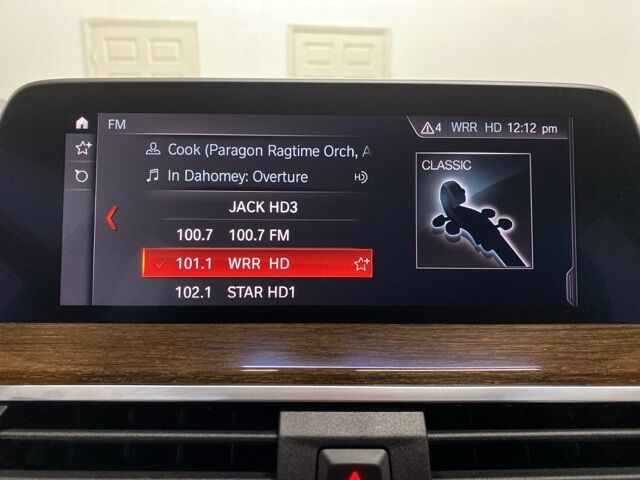 FM
4 WRR HD 12:12 pm
Cook (Paragon Ragtime Orch, A
In Dahomey: Overture HD
JACK HD3
100.7 100.7 FM
101.1 WRR HD
102.1 STAR HD1
CLASSIC